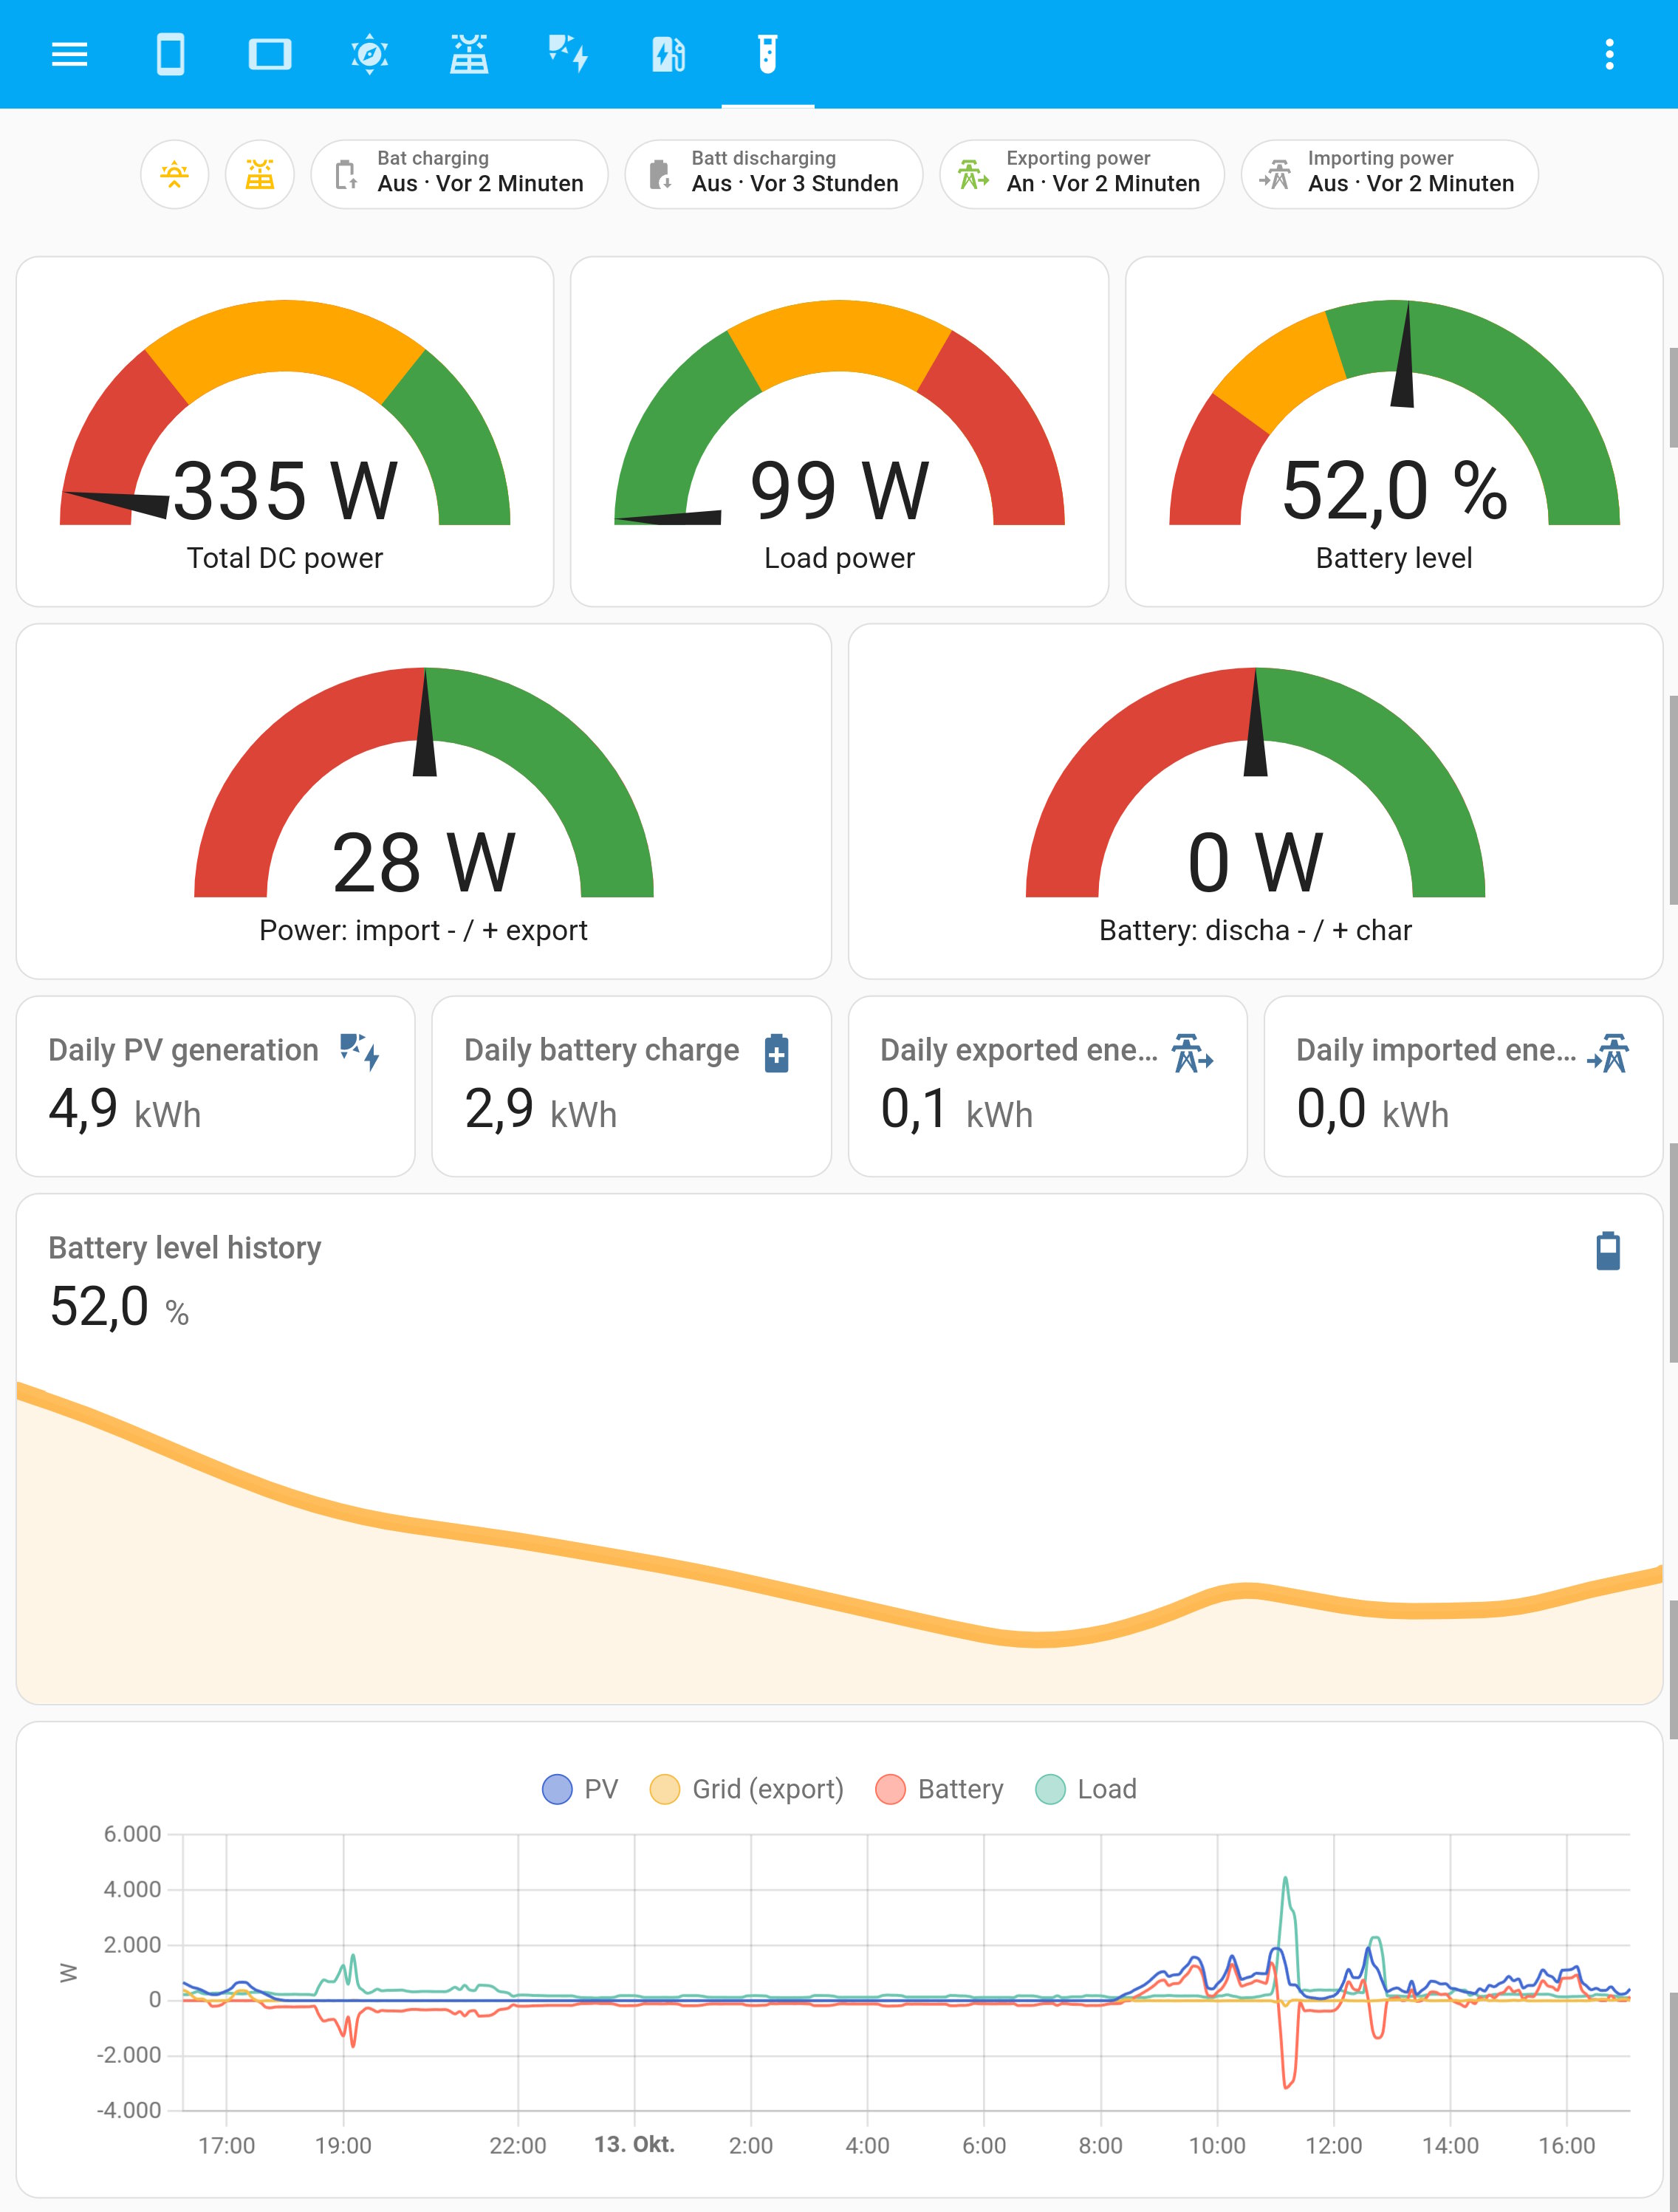 Bat charging
Aus · Vor 2 Minuten
Batt discharging
Aus · Vor 3 Stunden
Exporting power
An · Vor 2 Minuten
Importing power
Aus · Vor 2 Minuten
335 W
Total DC power
99 W
Load power
52,0 %
Battery level
28 W
Power: import - / + export
0 W
Battery: discha - / + char
Daily PV generation
4,9 kWh
Daily battery charge
2,9 kWh
Daily exported ene...
0,1 kWh
Daily imported ene...
0,0 kWh
Battery level history
52,0 %
PV
Grid (export)
Battery
Load
6.000
4.000
2.000
0
-2.000
-4.000
W
17:00
19:00
22:00
13. Okt.
2:00
4:00
6:00
8:00
10:00
12:00
14:00
16:00